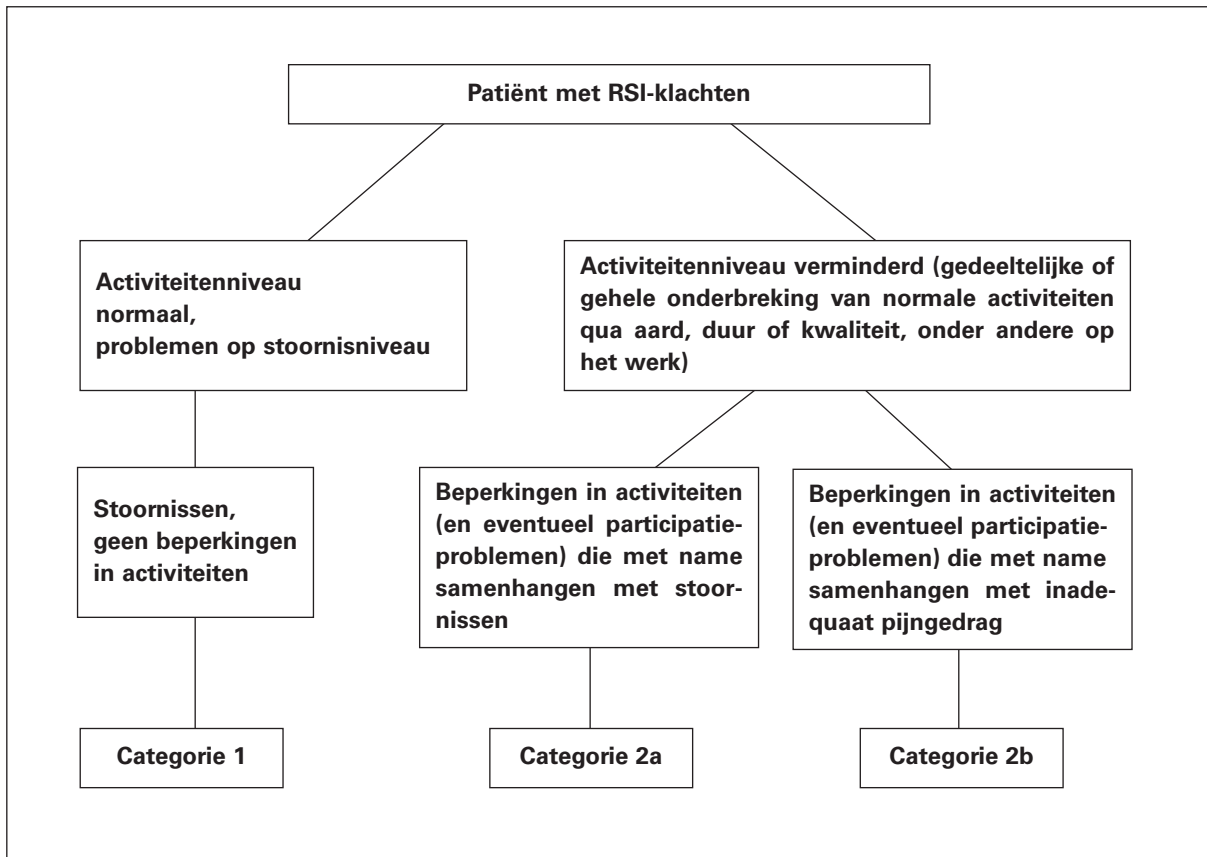 Patiënt met RSI-klachten
Activiteitenniveau
normaal,
problemen op stoornisniveau
Activiteitenniveau verminderd (gedeeltelijke of
gehele onderbreking van normale activiteiten
qua aard, duur of kwaliteit, onder andere op
het werk)
Stoornissen,
geen beperkingen
in activiteiten
Beperkingen in activiteiten
(en eventueel participatie-
problemen) die met name
samenhangen met stoor-
nissen
Beperkingen in activiteiten
(en eventueel participatie-
problemen) die met name
samenhangen met inade-
quaat pijngedrag
Categorie 1
Categorie 2a
Categorie 2b